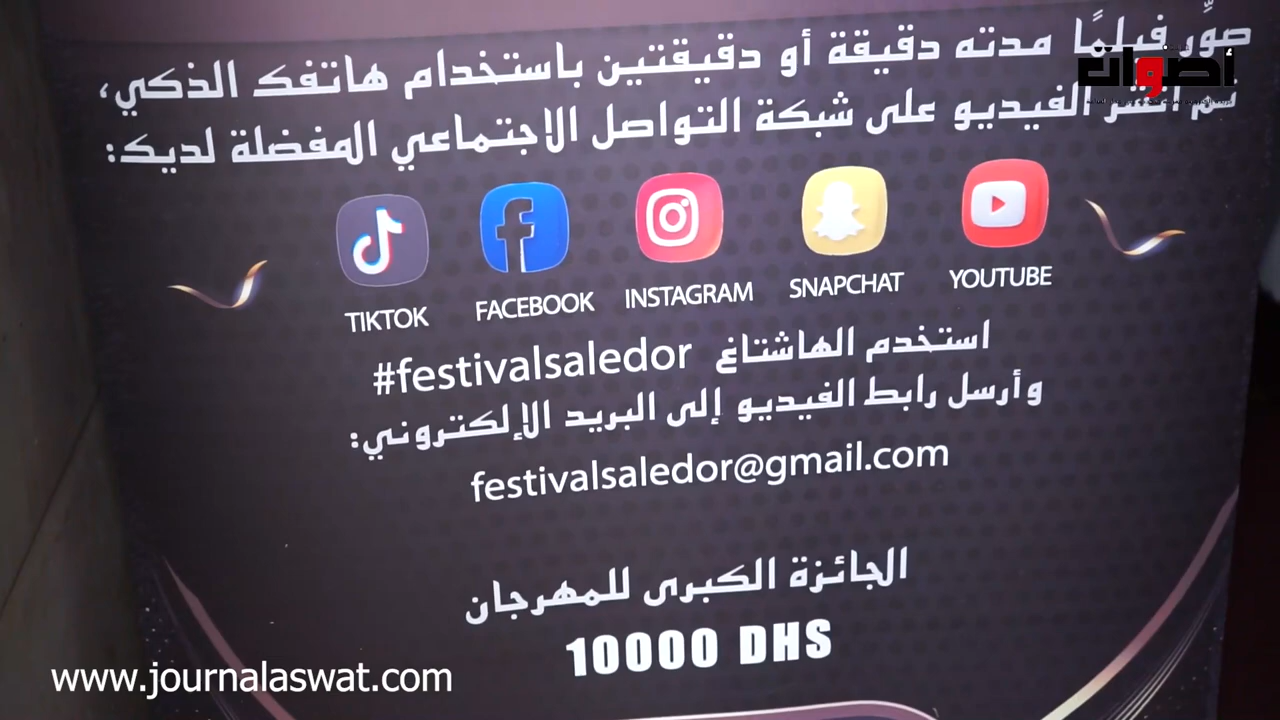 صوِّر فيلمًا مدته دقيقة أو دقيقتين باستخدام هاتفك الذكي،
ثم انشر الفيديو على شبكة التواصل الاجتماعي المفضلة لديك:
أصوات
TIKTOK FACEBOOK INSTAGRAM SNAPCHAT YOUTUBE
استخدم الهاشتاغ #festivalsaledor
وأرسل رابط الفيديو إلى البريد الإلكتروني:
festivalsaledor@gmail.com
الجائزة الكبرى للمهرجان
10000 DHS
www.journalaswat.com